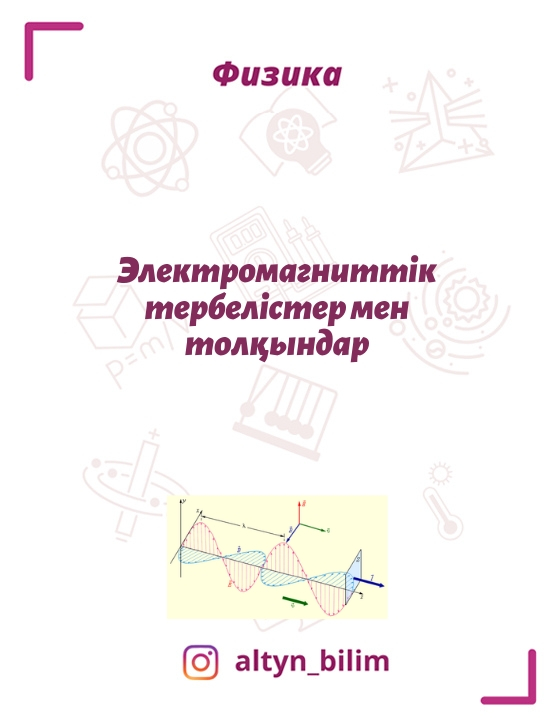 Физика
Электромагниттік
тербелістер мен
толқындар
altyn_bilim